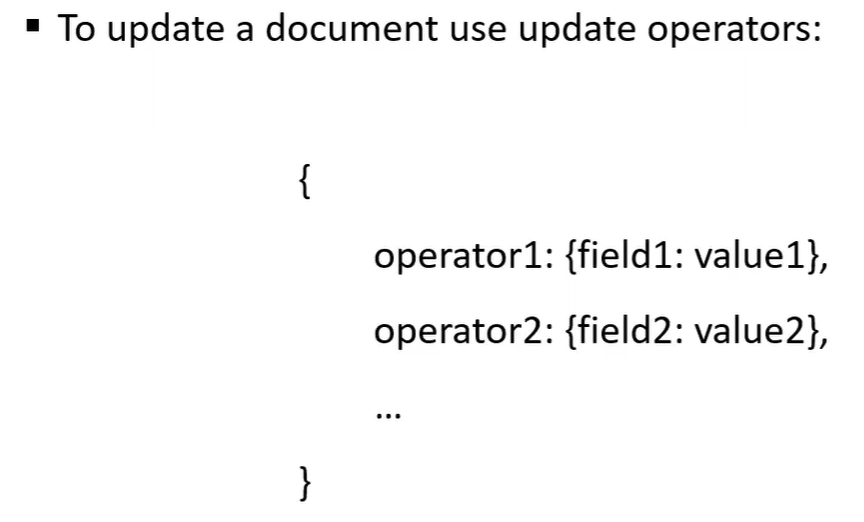 ▪ To update a document use update operators:
{
operator1: {field1: value1},
operator2: {field2: value2},
...
}